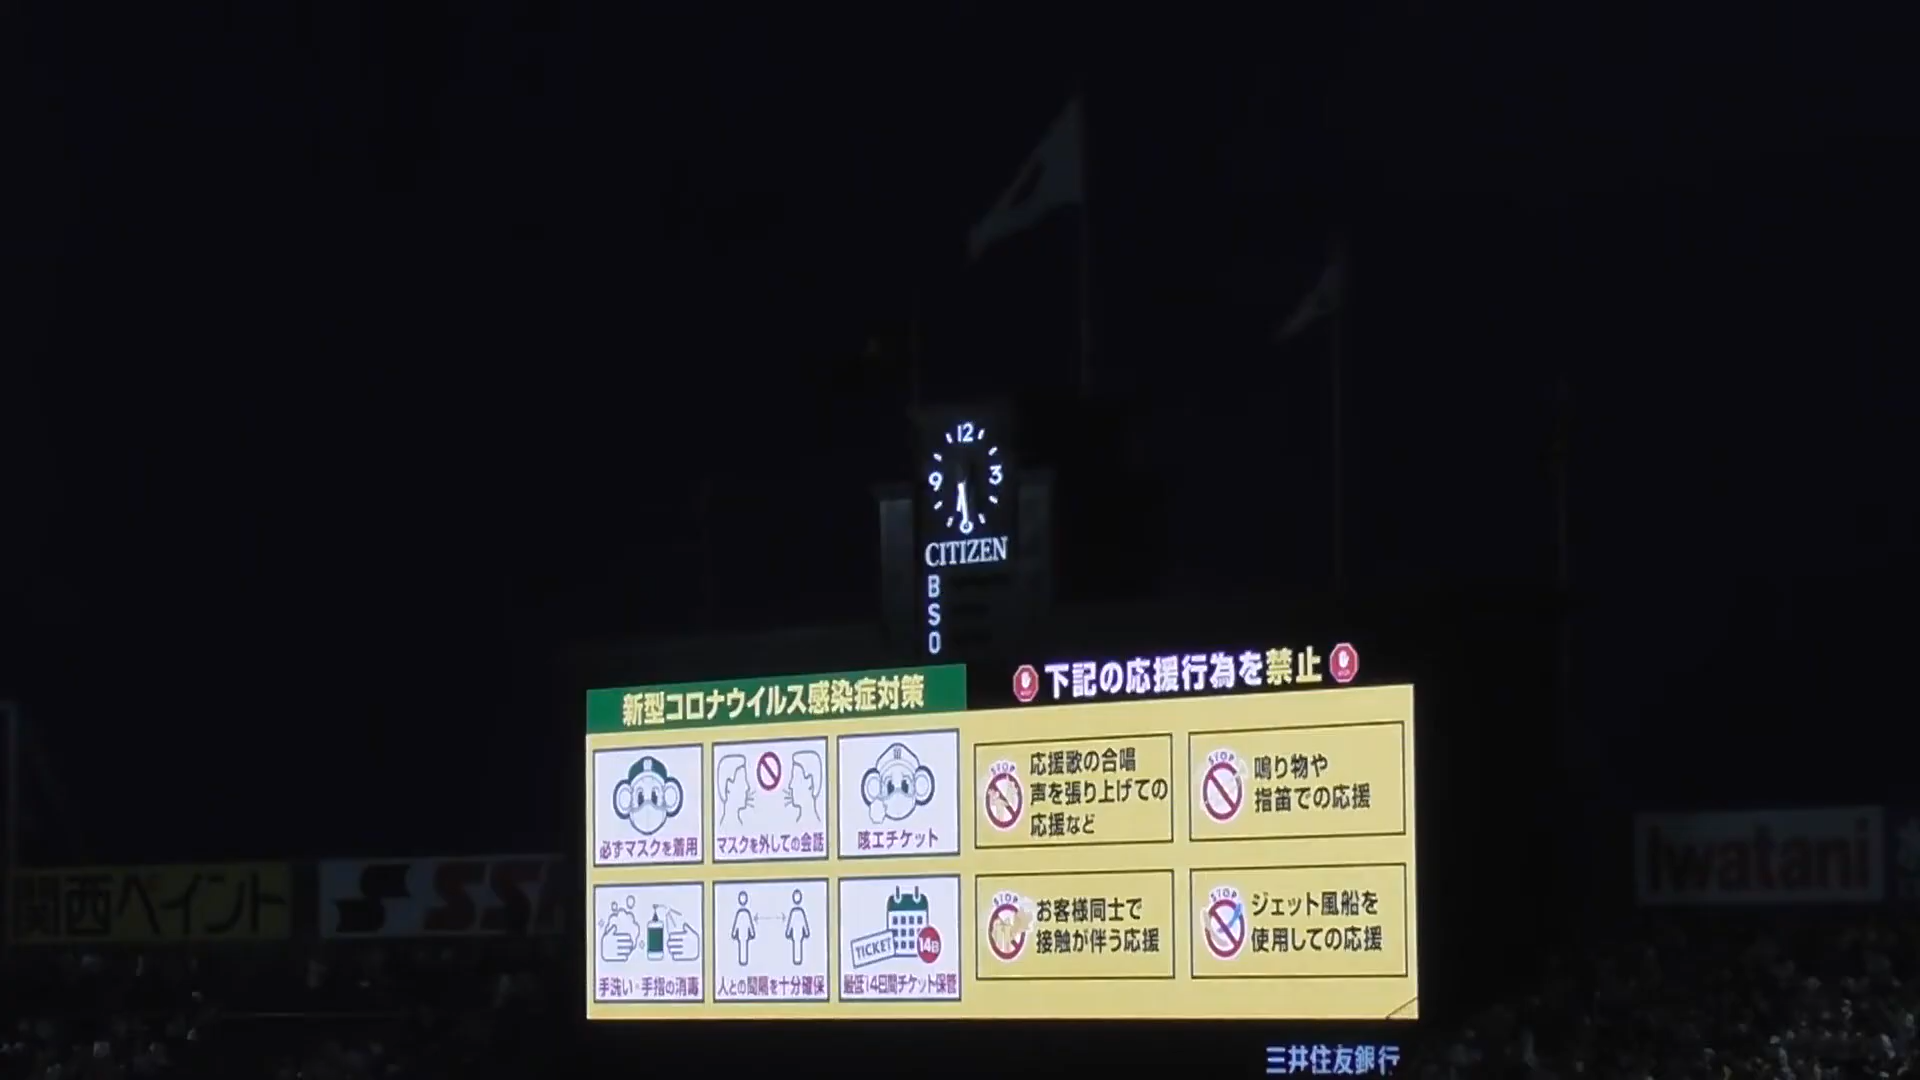 12
9
3
6
CITIZEN
B
S
O
新型コロナウイルス感染症対策
下記の応援行為を禁止
必ずマスクを着用
マスクを外しての会話
咳エチケット
手洗い・手指の消毒
人との間隔を十分確保
TICKET
14日
最低14日間チケット保管
STOP
応援歌の合唱
声を張り上げての
応援など
STOP
鳴り物や
指笛での応援
STOP
お客様同士で
接触が伴う応援
STOP
ジェット風船を
使用しての応援
関西ペイント
Iwatani
三井住友銀行